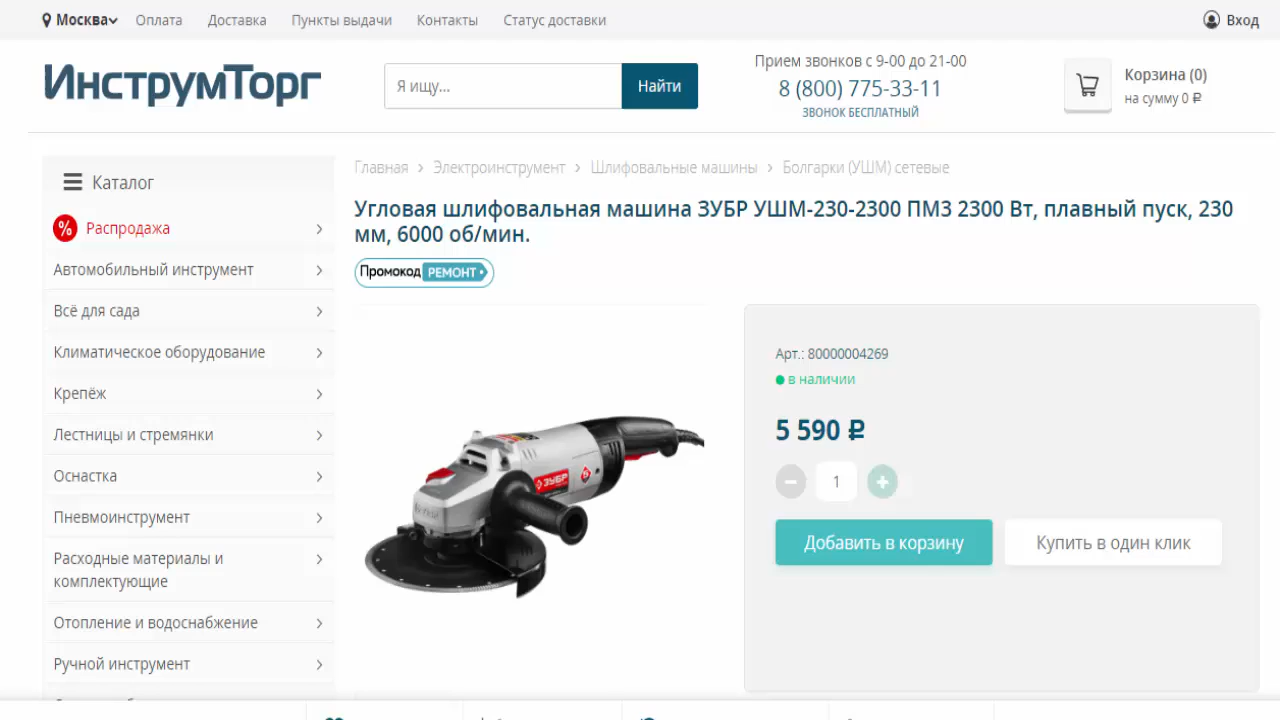 Москва Оплата Доставка Пункты выдачи Контакты Статус доставки Вход
ИнструмТорг
Я ищу...
Найти
Прием звонков с 9-00 до 21-00
8 (800) 775-33-11
ЗВОНОК БЕСПЛАТНЫЙ
Корзина (0)
на сумму 0 ₽
Каталог
% Распродажа
Автомобильный инструмент
Всё для сада
Климатическое оборудование
Крепёж
Лестницы и стремянки
Оснастка
Пневмоинструмент
Расходные материалы и
комплектующие
Отопление и водоснабжение
Ручной инструмент
Главная › Электроинструмент › Шлифовальные машины › Болгарки (УШМ) сетевые
Угловая шлифовальная машина ЗУБР УШМ-230-2300 ПМ3 2300 Вт, плавный пуск, 230
мм, 6000 об/мин.
Промокод РЕМОНТ
ЗУБР
Арт.: 80000004269
в наличии
5 590 ₽
1
Добавить в корзину
Купить в один клик